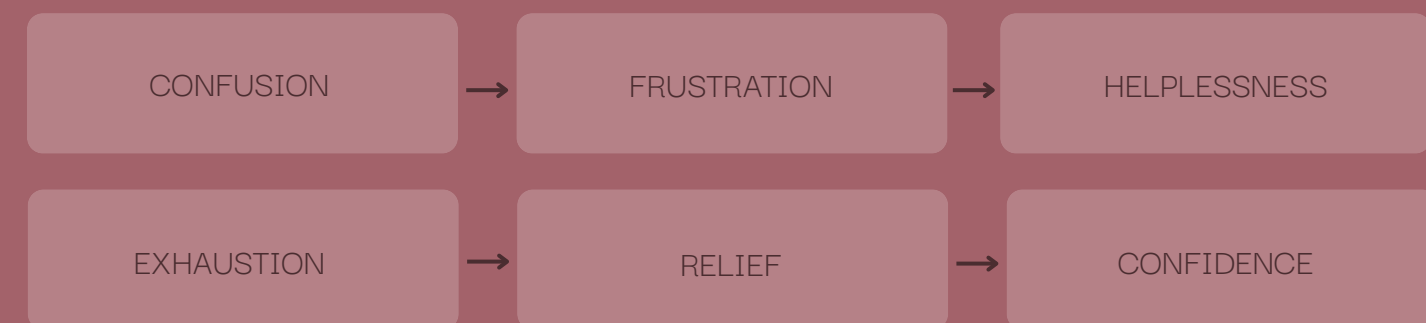 CONFUSION → FRUSTRATION → HELPLESSNESS
EXHAUSTION → RELIEF → CONFIDENCE